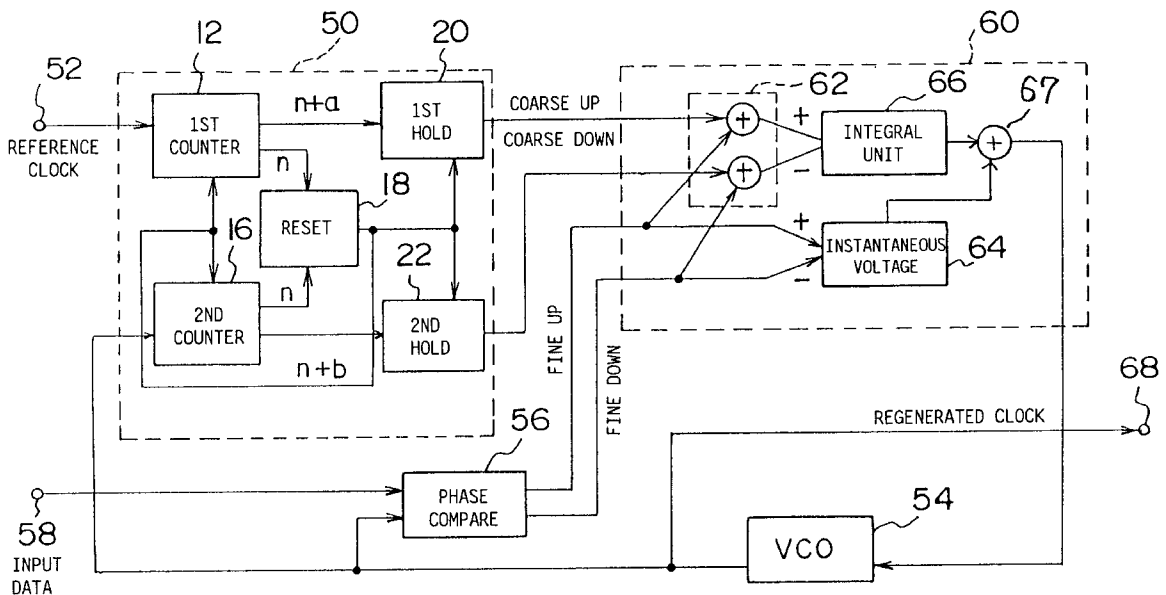 12
50
20
60
52
62
66
67
n+a
1ST
COUNTER
1ST
HOLD
COARSE UP
COARSE DOWN
+
+
INTEGRAL
UNIT
+
REFERENCE
CLOCK
n
18
+
−
RESET
16
+
INSTANTANEOUS
VOLTAGE
64
−
22
n
2ND
COUNTER
2ND
HOLD
n+b
FINE UP
FINE DOWN
68
56
REGENERATED CLOCK
PHASE
COMPARE
58
54
VCO
INPUT
DATA